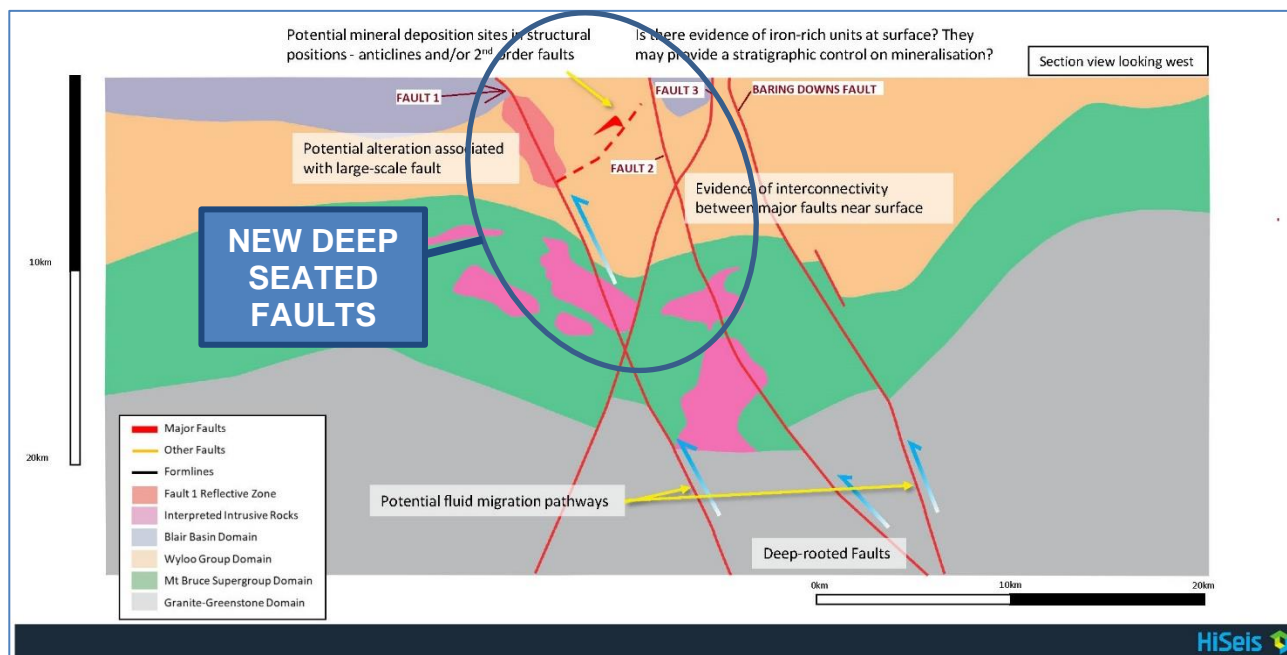 Potential mineral deposition sites in structural
positions - anticlines and/or 2nd order faults
Is there evidence of iron-rich units at surface? They
may provide a stratigraphic control on mineralisation?
Section view looking west
FAULT 1
FAULT 3
BARING DOWNS FAULT
Potential alteration associated
with large-scale fault
FAULT 2
Evidence of interconnectivity
between major faults near surface
NEW DEEP
SEATED
FAULTS
10km
20km
Major Faults
Other Faults
Formlines
Fault 1 Reflective Zone
Interpreted Intrusive Rocks
Blair Basin Domain
Wyloo Group Domain
Mt Bruce Supergroup Domain
Granite-Greenstone Domain
Potential fluid migration pathways
Deep-rooted Faults
0km
10km
20km
HiSeis